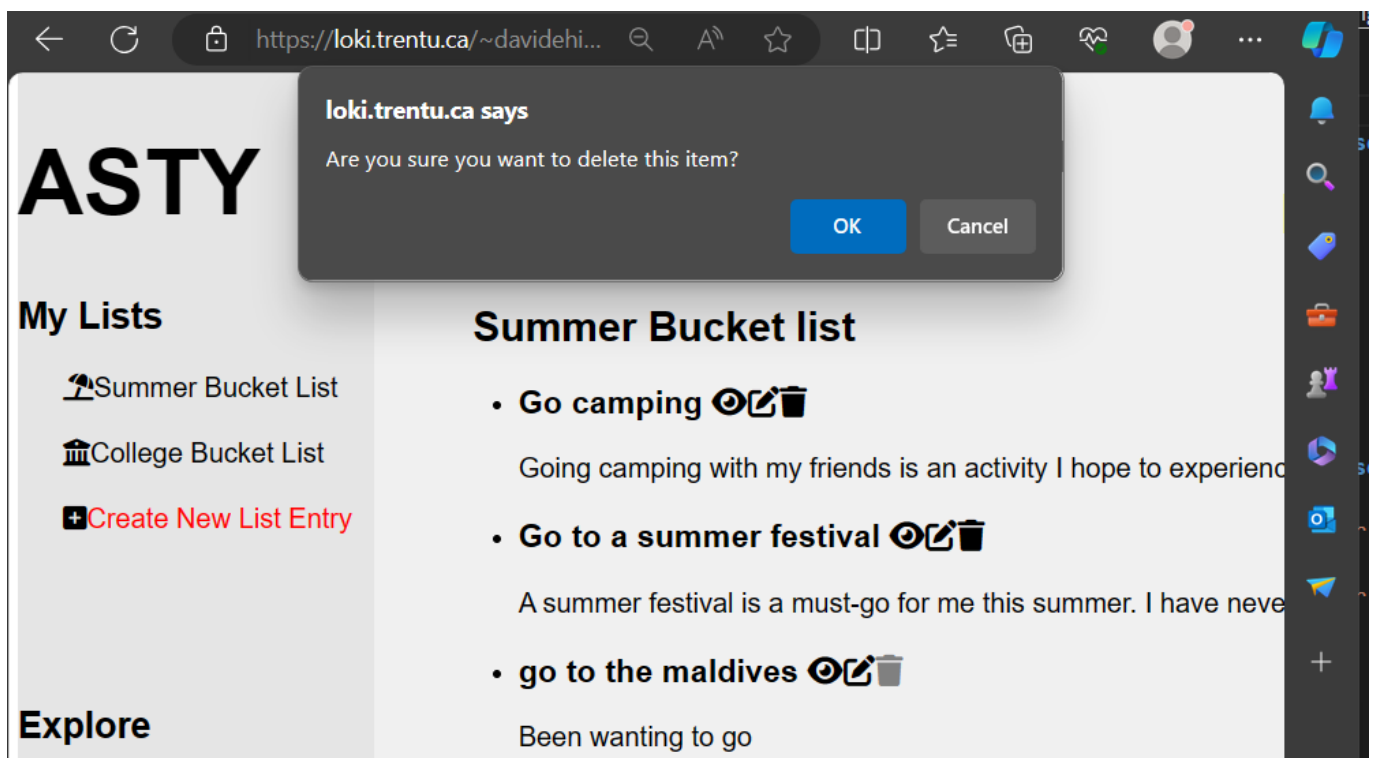 https://loki.trentu.ca/~davidehi...
loki.trentu.ca says
Are you sure you want to delete this item?
OK
Cancel
ASTY
My Lists
Summer Bucket List
College Bucket List
Create New List Entry
Explore
Summer Bucket list
Go camping
Going camping with my friends is an activity I hope to experienc
Go to a summer festival
A summer festival is a must-go for me this summer. I have neve
go to the maldives
Been wanting to go